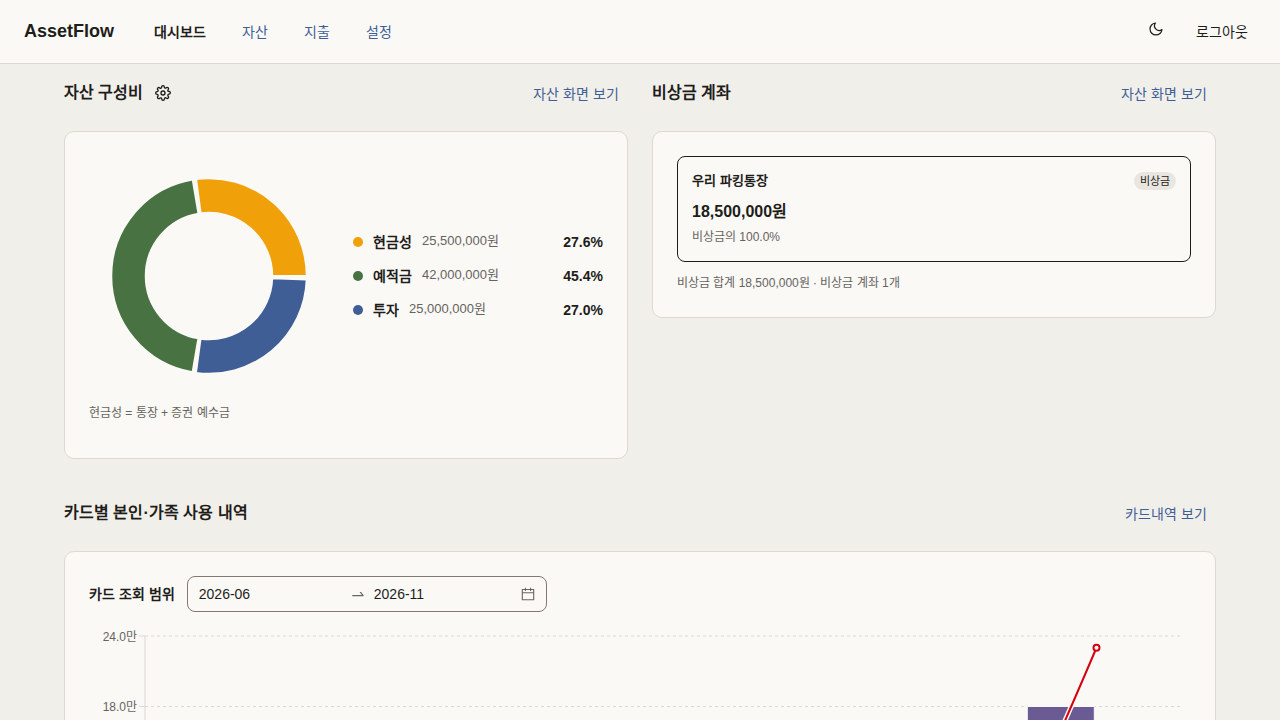 AssetFlow 대시보드 자산 지출 설정 로그아웃
자산 구성비 자산 화면 보기
현금성 25,500,000원 27.6%
예적금 42,000,000원 45.4%
투자 25,000,000원 27.0%
현금성 = 통장 + 증권 예수금
비상금 계좌 자산 화면 보기
우리 파킹통장 비상금
18,500,000원
비상금의 100.0%
비상금 합계 18,500,000원 · 비상금 계좌 1개
카드별 본인·가족 사용 내역 카드내역 보기
카드 조회 범위 2026-06 2026-11
24.0만
18.0만